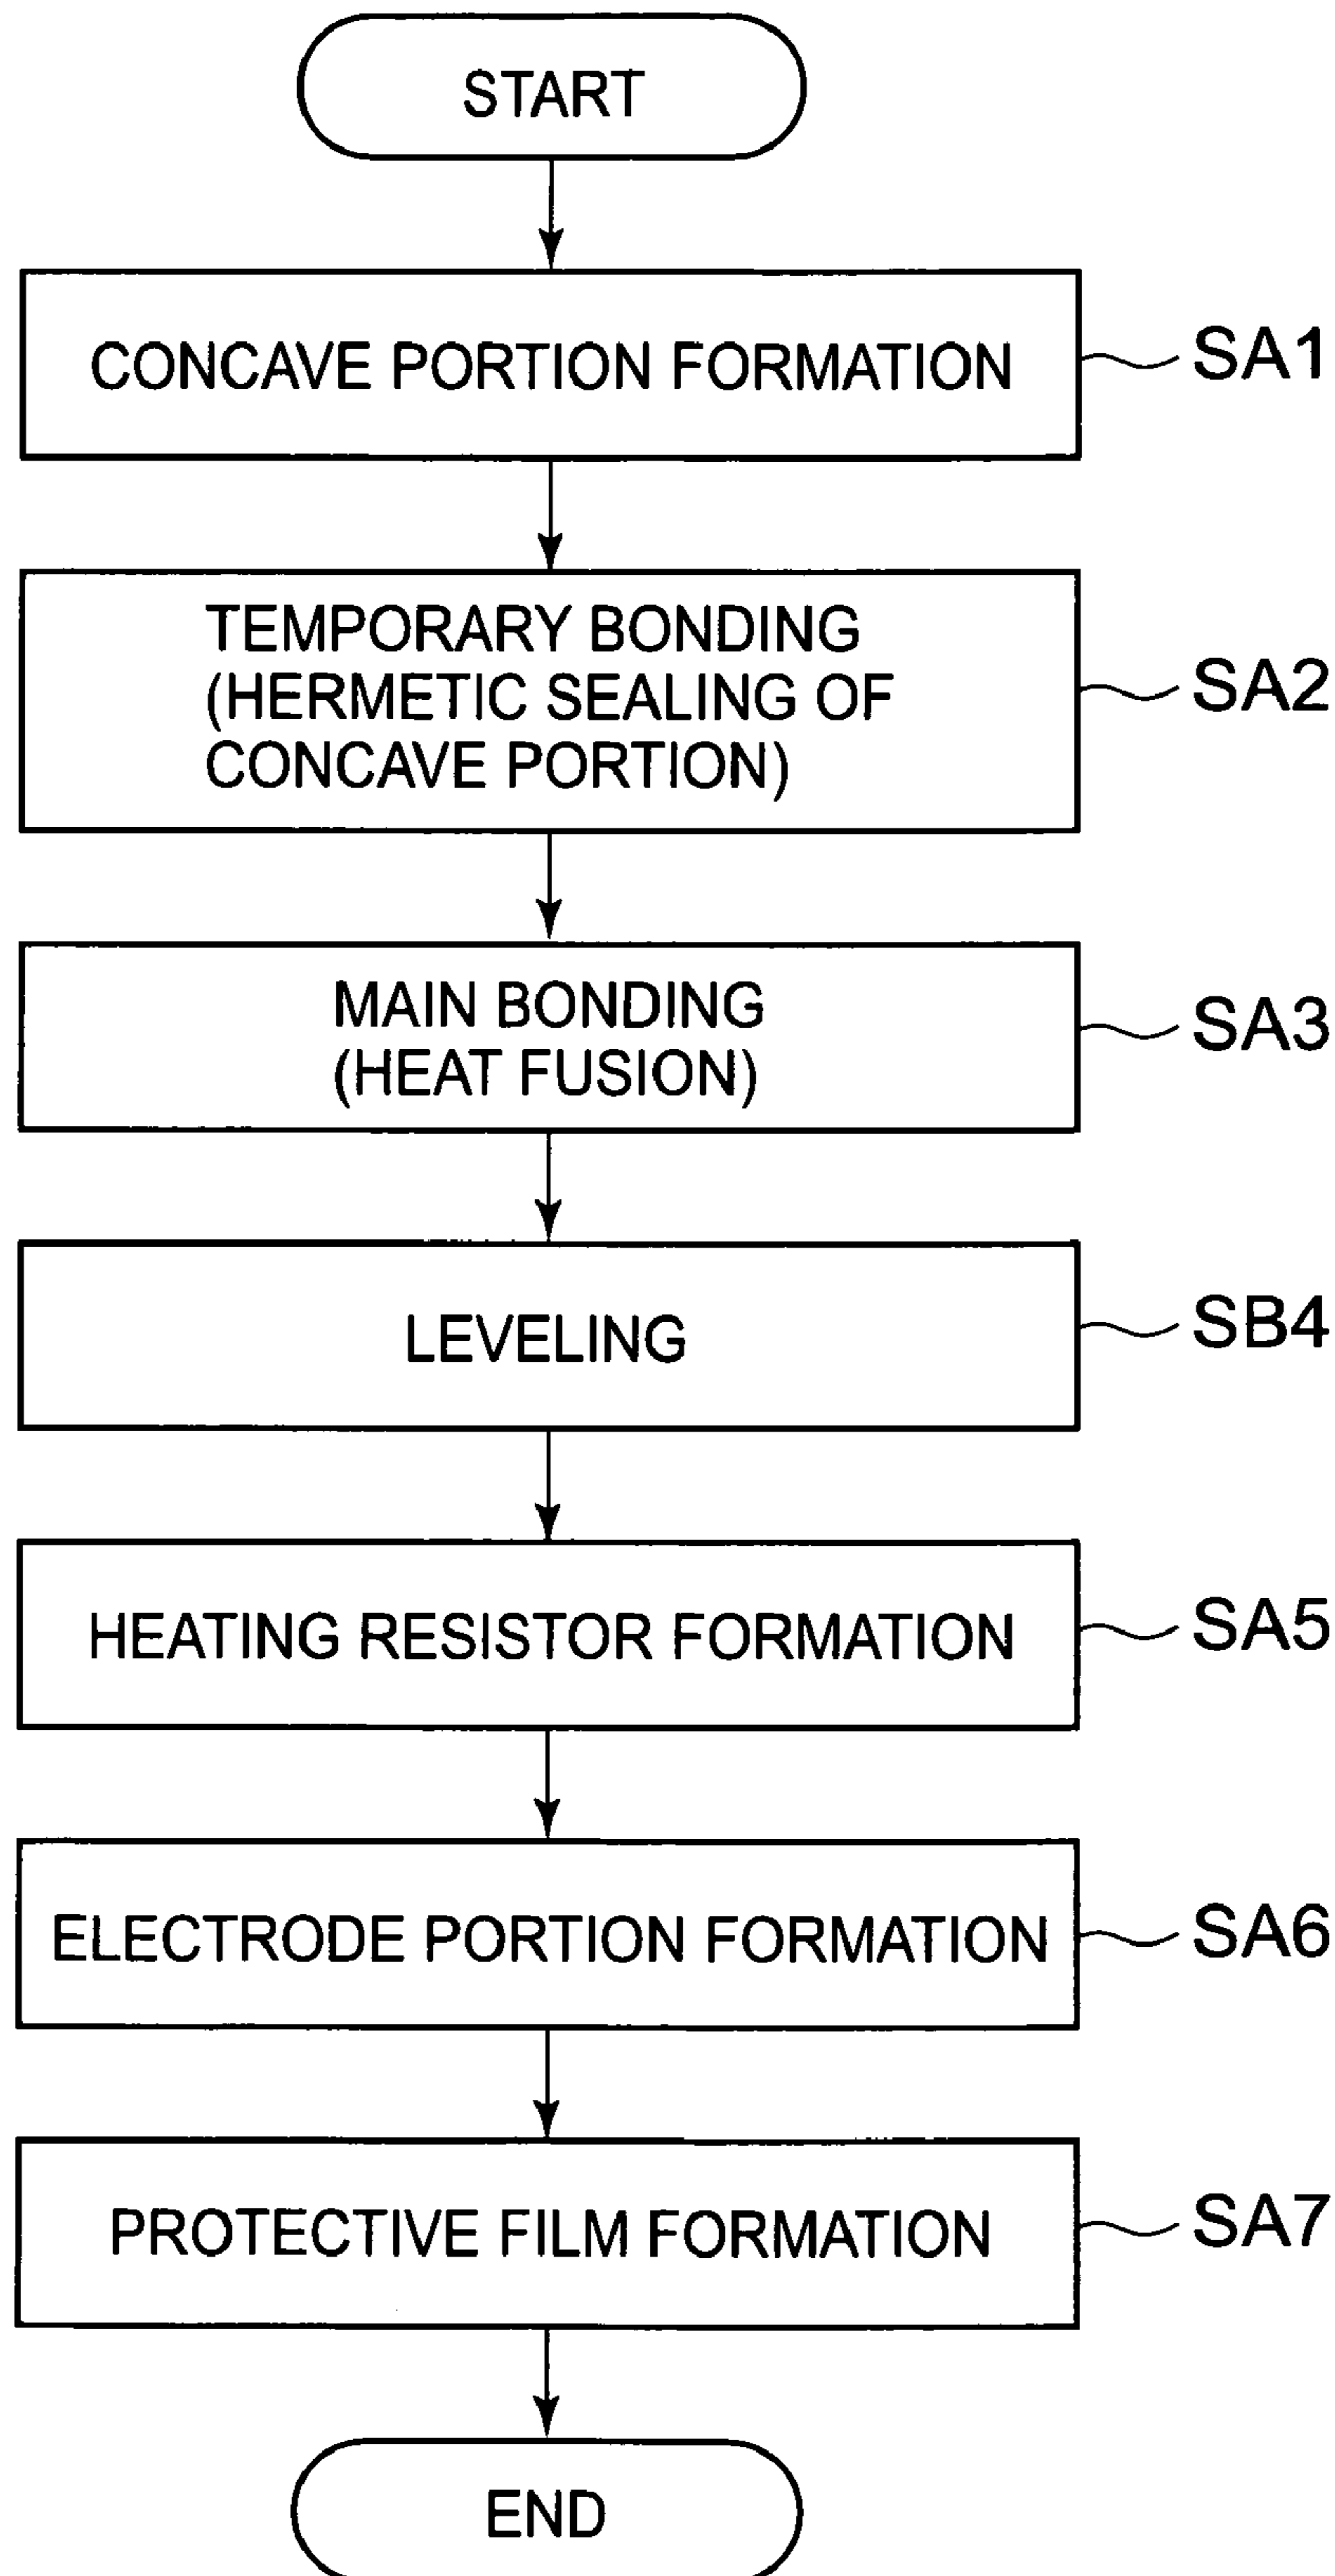 START
CONCAVE PORTION FORMATION
SA1
TEMPORARY BONDING
(HERMETIC SEALING OF
CONCAVE PORTION)
SA2
MAIN BONDING
(HEAT FUSION)
SA3
LEVELING
SB4
HEATING RESISTOR FORMATION
SA5
ELECTRODE PORTION FORMATION
SA6
PROTECTIVE FILM FORMATION
SA7
END